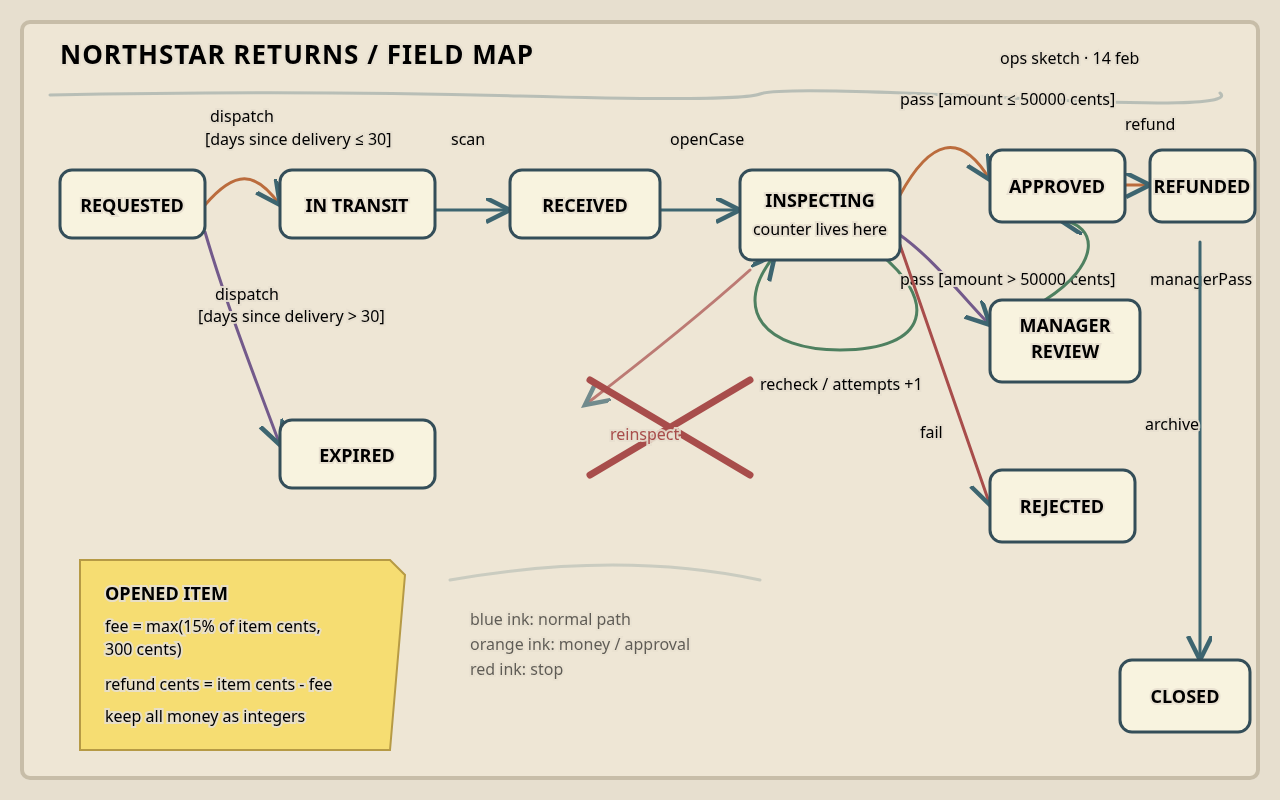 NORTHSTAR RETURNS / FIELD MAP
ops sketch · 14 feb
dispatch
[days since delivery ≤ 30]
scan
openCase
pass [amount ≤ 50000 cents]
refund
REQUESTED
IN TRANSIT
RECEIVED
INSPECTING
counter lives here
APPROVED
REFUNDED
dispatch
[days since delivery > 30]
pass [amount > 50000 cents]
managerPass
MANAGER
REVIEW
recheck / attempts +1
reinspect
fail
archive
EXPIRED
REJECTED
OPENED ITEM
fee = max(15% of item cents,
300 cents)
refund cents = item cents - fee
keep all money as integers
blue ink: normal path
orange ink: money / approval
red ink: stop
CLOSED